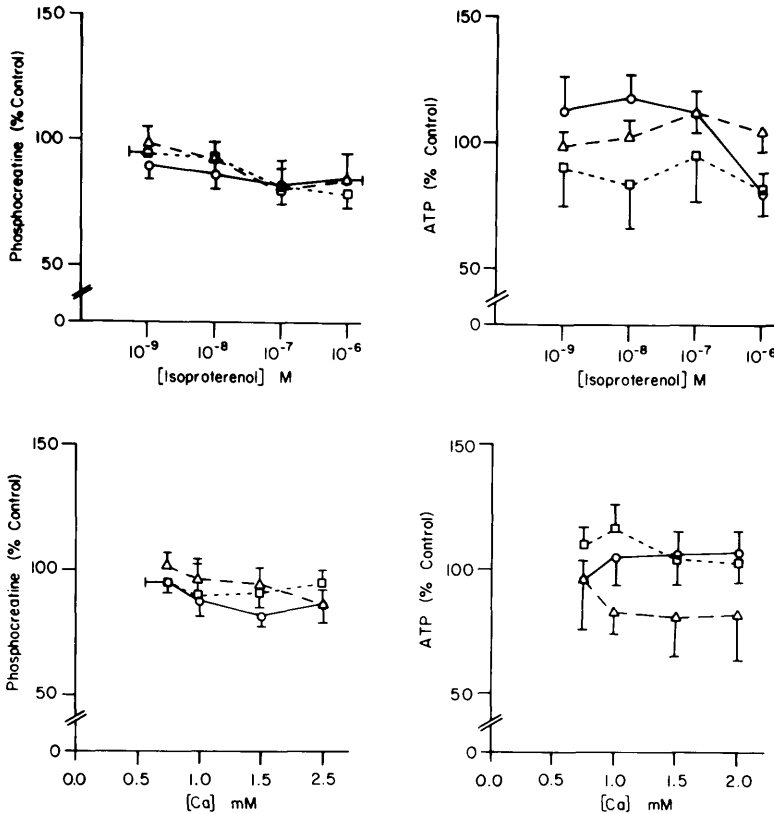 Phosphocreatine (% Control)
150
100
50
0
10⁻⁹ 10⁻⁸ 10⁻⁷ 10⁻⁶
[Isoproterenol] M
ATP (% Control)
150
100
50
0
10⁻⁹ 10⁻⁸ 10⁻⁷ 10⁻⁶
[Isoproterenol] M
Phosphocreatine (% Control)
150
100
50
0
0.0 0.5 1.0 1.5 2.5
[Ca] mM
ATP (% Control)
150
100
50
0
0.0 0.5 1.0 1.5 2.0
[Ca] mM